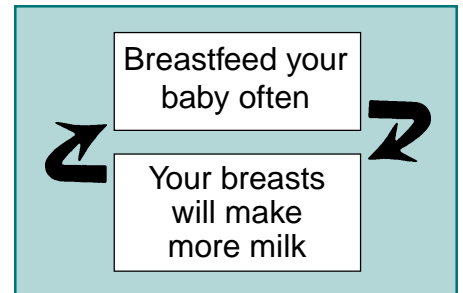 Breastfeed your
baby often
Your breasts
will make
more milk